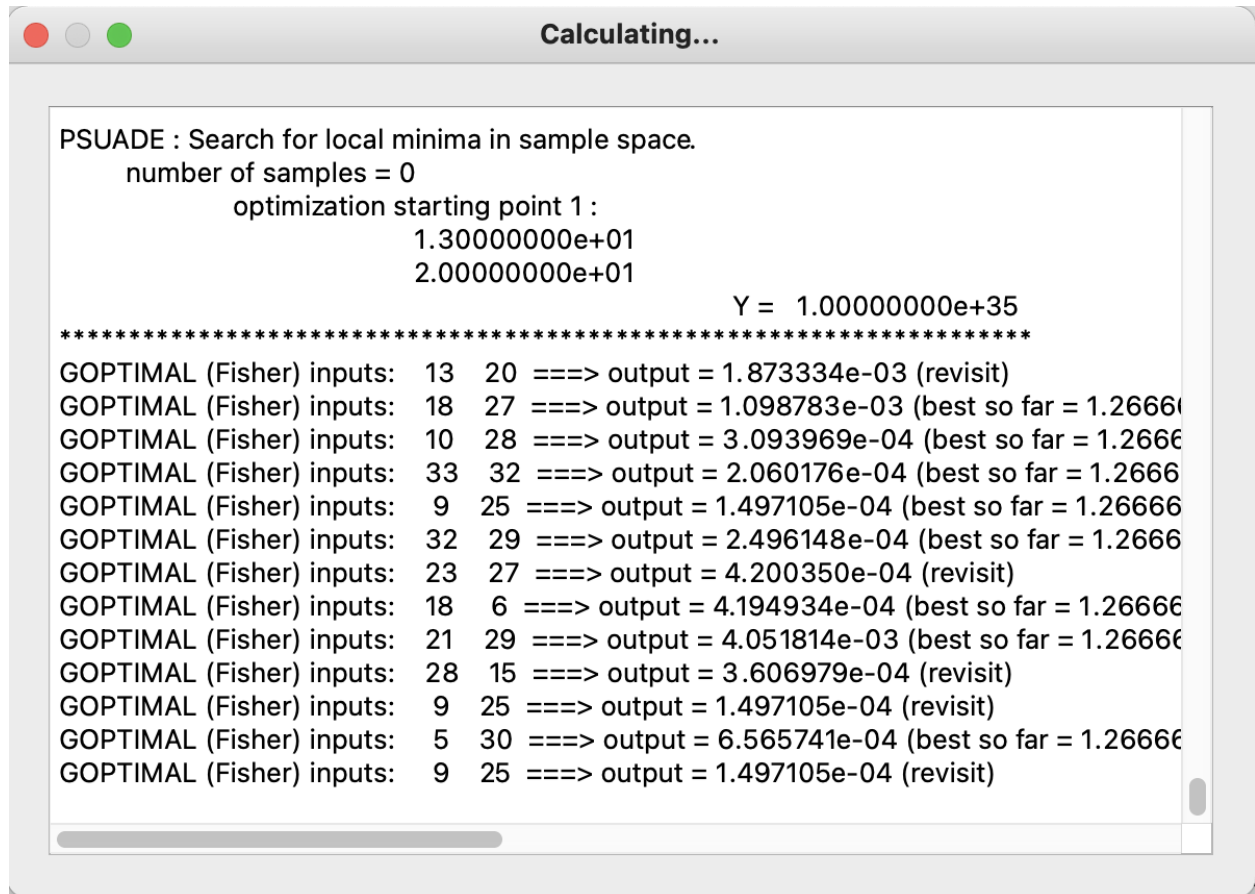 Calculating...
PSUADE : Search for local minima in sample space.
number of samples = 0
optimization starting point 1 :
1.30000000e+01
2.00000000e+01
Y = 1.00000000e+35
**********************************************************************
GOPTIMAL (Fisher) inputs: 13 20 ===> output = 1.873334e-03 (revisit)
GOPTIMAL (Fisher) inputs: 18 27 ===> output = 1.098783e-03 (best so far = 1.2666
GOPTIMAL (Fisher) inputs: 10 28 ===> output = 3.093969e-04 (best so far = 1.2666
GOPTIMAL (Fisher) inputs: 33 32 ===> output = 2.060176e-04 (best so far = 1.2666
GOPTIMAL (Fisher) inputs: 9 25 ===> output = 1.497105e-04 (best so far = 1.26666
GOPTIMAL (Fisher) inputs: 32 29 ===> output = 2.496148e-04 (best so far = 1.2666
GOPTIMAL (Fisher) inputs: 23 27 ===> output = 4.200350e-04 (revisit)
GOPTIMAL (Fisher) inputs: 18 6 ===> output = 4.194934e-04 (best so far = 1.26666
GOPTIMAL (Fisher) inputs: 21 29 ===> output = 4.051814e-03 (best so far = 1.26666
GOPTIMAL (Fisher) inputs: 28 15 ===> output = 3.606979e-04 (revisit)
GOPTIMAL (Fisher) inputs: 9 25 ===> output = 1.497105e-04 (revisit)
GOPTIMAL (Fisher) inputs: 5 30 ===> output = 6.565741e-04 (best so far = 1.26666
GOPTIMAL (Fisher) inputs: 9 25 ===> output = 1.497105e-04 (revisit)